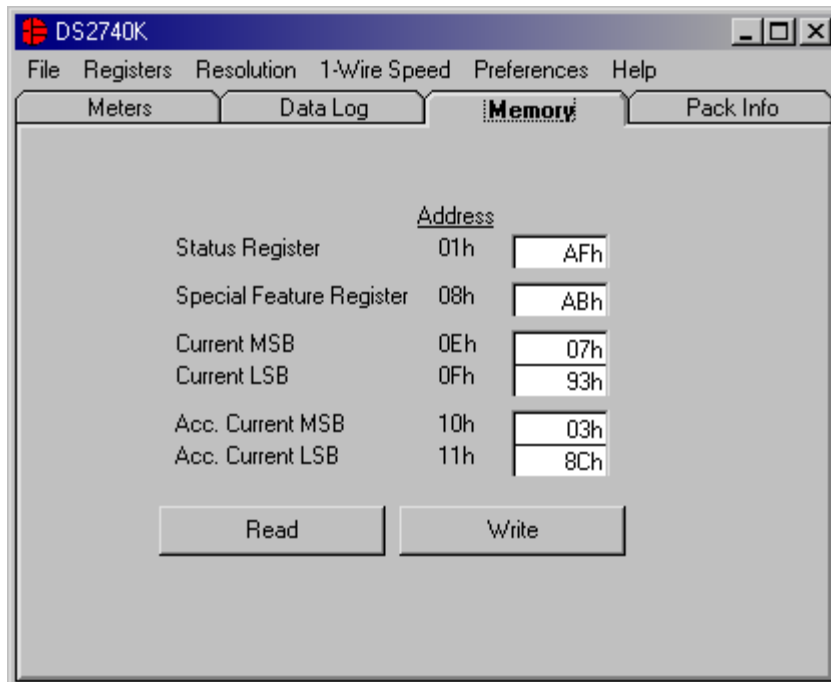 DS2740K
File Registers Resolution 1-Wire Speed Preferences Help
Meters Data Log Memory Pack Info
Address
Status Register 01h AFh
Special Feature Register 08h ABh
Current MSB 0Eh 07h
Current LSB 0Fh 93h
Acc. Current MSB 10h 03h
Acc. Current LSB 11h 8Ch
Read Write